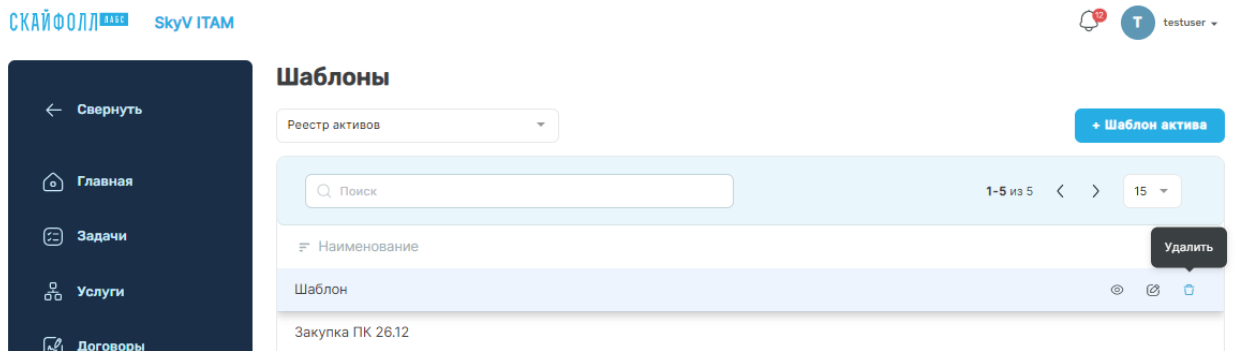 СКАЙФОЛЛ ЛАБС SkyV ITAM
12
T testuser
Шаблоны
Свернуть
Реестр активов
+ Шаблон актива
Главная
Поиск
1-5 из 5
15
Задачи
Наименование
Удалить
Услуги
Шаблон
Закупка ПК 26.12
Договоры